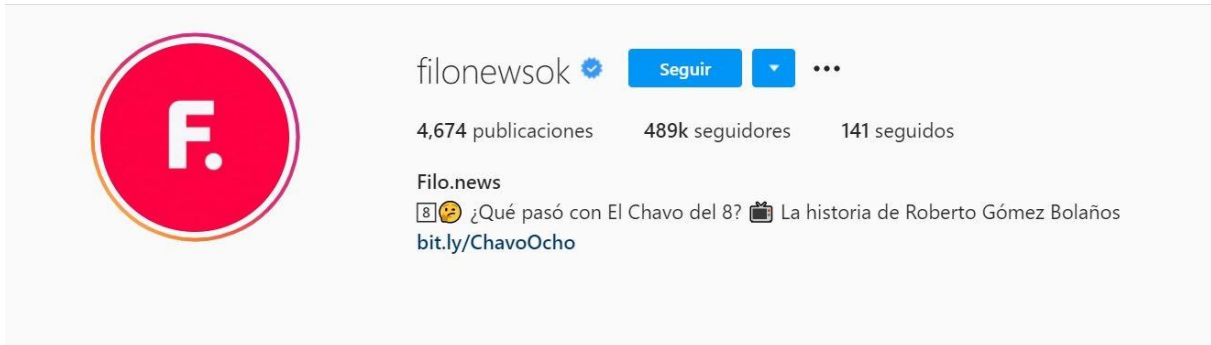 F.
filonewsok
Seguir
4,674 publicaciones 489k seguidores 141 seguidos
Filo.news
8️⃣🤔 ¿Qué pasó con El Chavo del 8? 📺 La historia de Roberto Gómez Bolaños
bit.ly/ChavoOcho